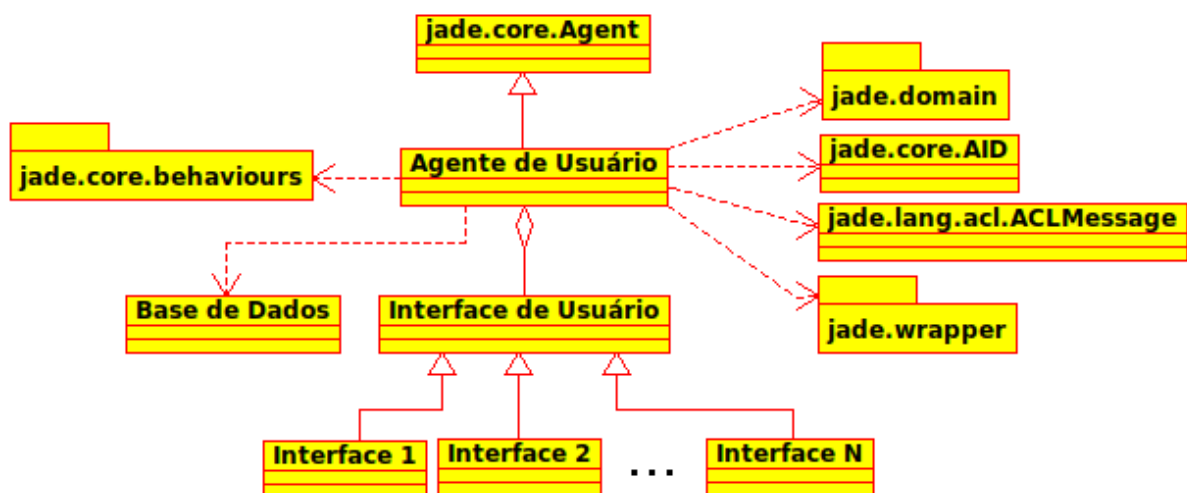 jade.core.Agent
jade.domain
jade.core.behaviours
Agente de Usuário
jade.core.AID
jade.lang.acl.ACLMessage
Base de Dados
Interface de Usuário
jade.wrapper
Interface 1
Interface 2
...
Interface N